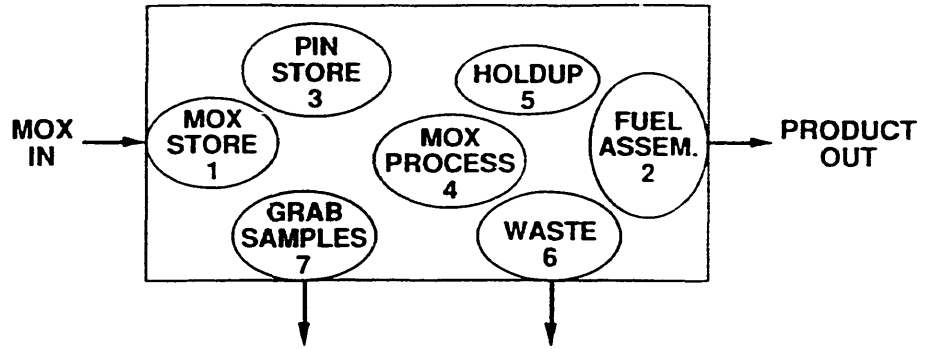 PIN
STORE
3
HOLDUP
5
MOX
IN
MOX
STORE
1
MOX
PROCESS
4
FUEL
ASSEM.
2
PRODUCT
OUT
GRAB
SAMPLES
7
WASTE
6